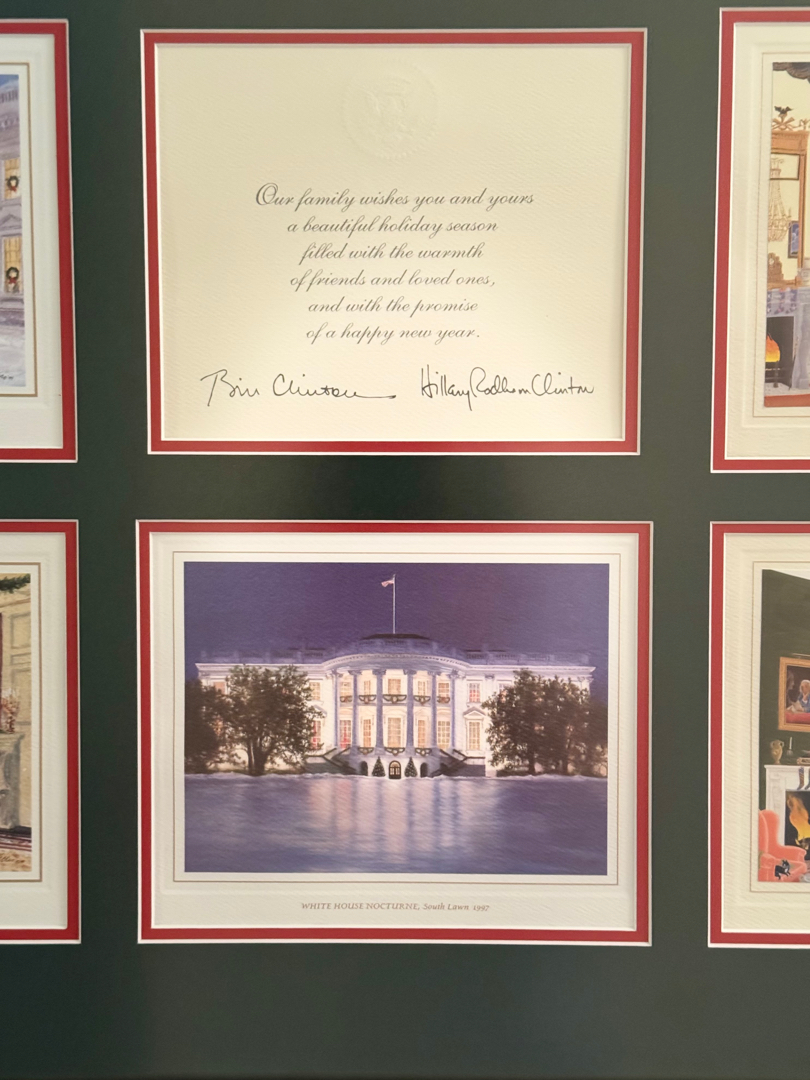 Our family wishes you and yours
a beautiful holiday season
filled with the warmth
of friends and loved ones,
and with the promise
of a happy new year.
Bill Clinton Hillary Rodham Clinton
WHITE HOUSE NOCTURNE, South Lawn 1997